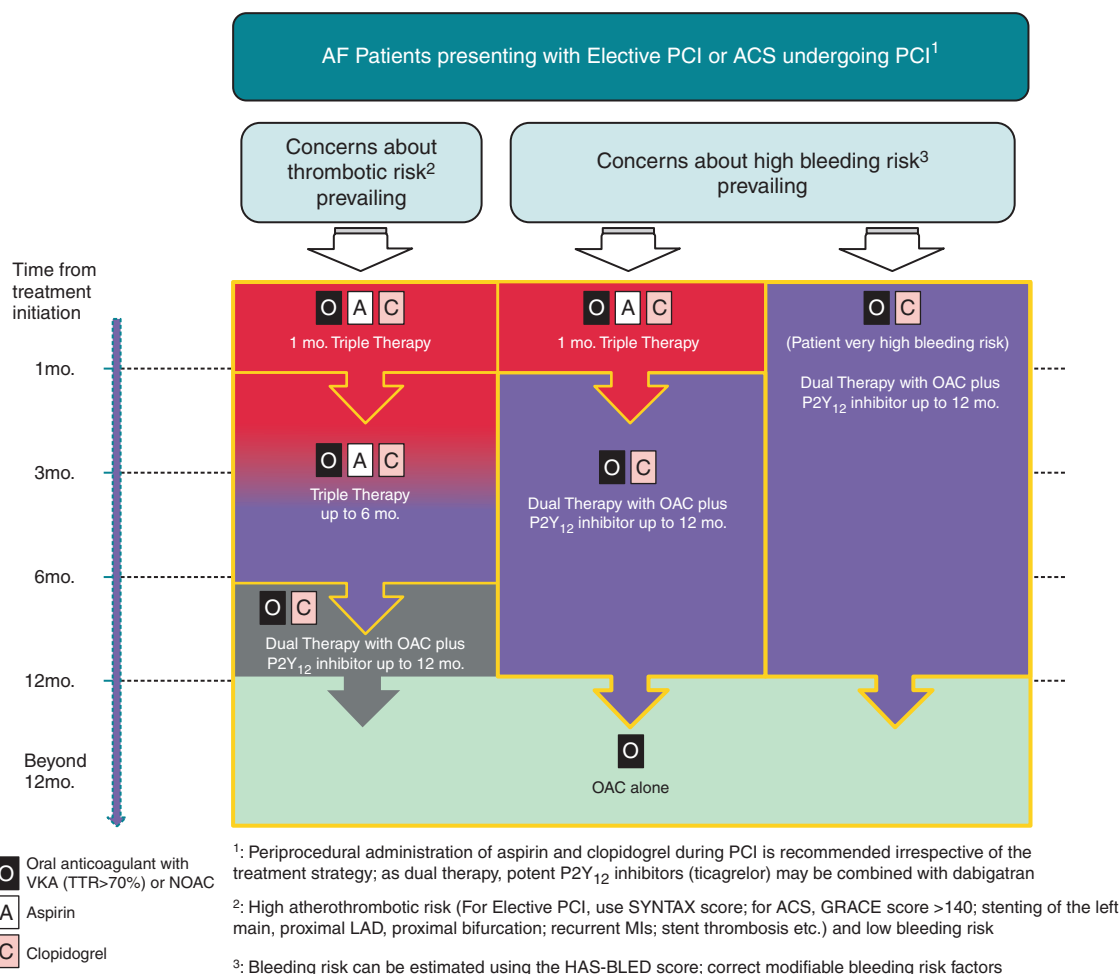 AF Patients presenting with Elective PCI or ACS undergoing PCI1
Concerns about
thrombotic risk2
prevailing
Concerns about high bleeding risk3
prevailing
Time from
treatment
initiation
1mo.
3mo.
6mo.
12mo.
Beyond
12mo.
O A C
1 mo. Triple Therapy
O A C
Triple Therapy
up to 6 mo.
O C
Dual Therapy with OAC plus
P2Y12 inhibitor up to 12 mo.
O A C
1 mo. Triple Therapy
O C
Dual Therapy with OAC plus
P2Y12 inhibitor up to 12 mo.
O C
(Patient very high bleeding risk)
Dual Therapy with OAC plus
P2Y12 inhibitor up to 12 mo.
O
OAC alone
O Oral anticoagulant with
VKA (TTR>70%) or NOAC
A Aspirin
C Clopidogrel
1: Periprocedural administration of aspirin and clopidogrel during PCI is recommended irrespective of the
treatment strategy; as dual therapy, potent P2Y12 inhibitors (ticagrelor) may be combined with dabigatran
2: High atherothrombotic risk (For Elective PCI, use SYNTAX score; for ACS, GRACE score >140; stenting of the left
main, proximal LAD, proximal bifurcation; recurrent MIs; stent thrombosis etc.) and low bleeding risk
3: Bleeding risk can be estimated using the HAS-BLED score; correct modifiable bleeding risk factors